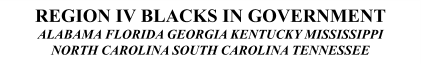 REGION IV BLACKS IN GOVERNMENT
ALABAMA FLORIDA GEORGIA KENTUCKY MISSISSIPPI
NORTH CAROLINA SOUTH CAROLINA TENNESSEE